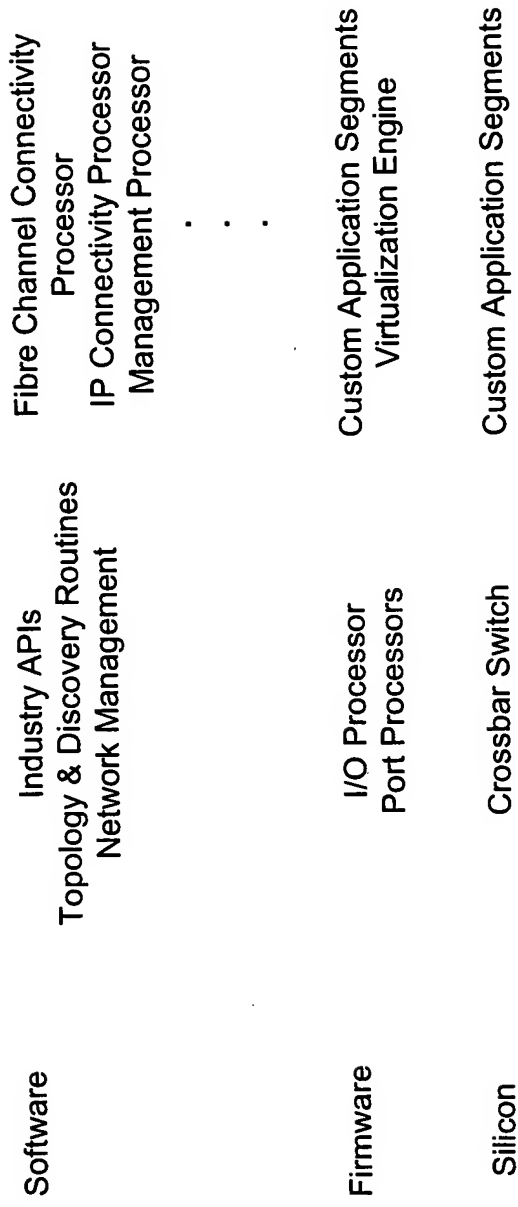 Software
Industry APIs
Topology & Discovery Routines
Network Management
Fibre Channel Connectivity
Processor
IP Connectivity Processor
Management Processor
.
.
.
Firmware
I/O Processor
Port Processors
Custom Application Segments
Virtualization Engine
Silicon
Crossbar Switch
Custom Application Segments